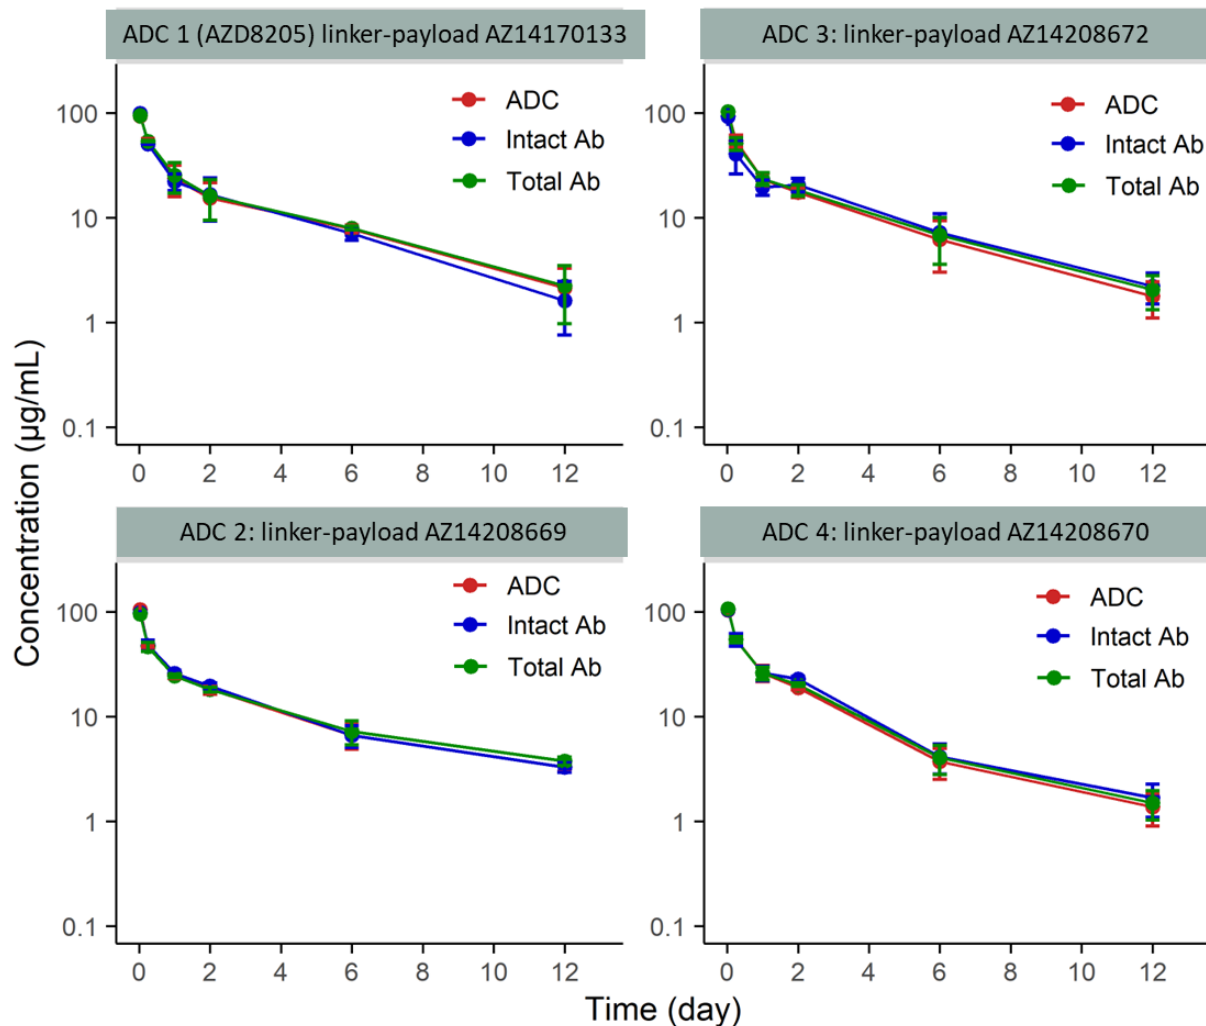 ADC 1 (AZD8205) linker-payload AZ14170133
ADC
Intact Ab
Total Ab
100
10
1
0.1
0 2 4 6 8 10 12
ADC 3: linker-payload AZ14208672
ADC
Intact Ab
Total Ab
100
10
1
0.1
0 2 4 6 8 10 12
Concentration (µg/mL)
ADC 2: linker-payload AZ14208669
ADC
Intact Ab
Total Ab
100
10
1
0.1
0 2 4 6 8 10 12
ADC 4: linker-payload AZ14208670
ADC
Intact Ab
Total Ab
100
10
1
0.1
0 2 4 6 8 10 12
Time (day)